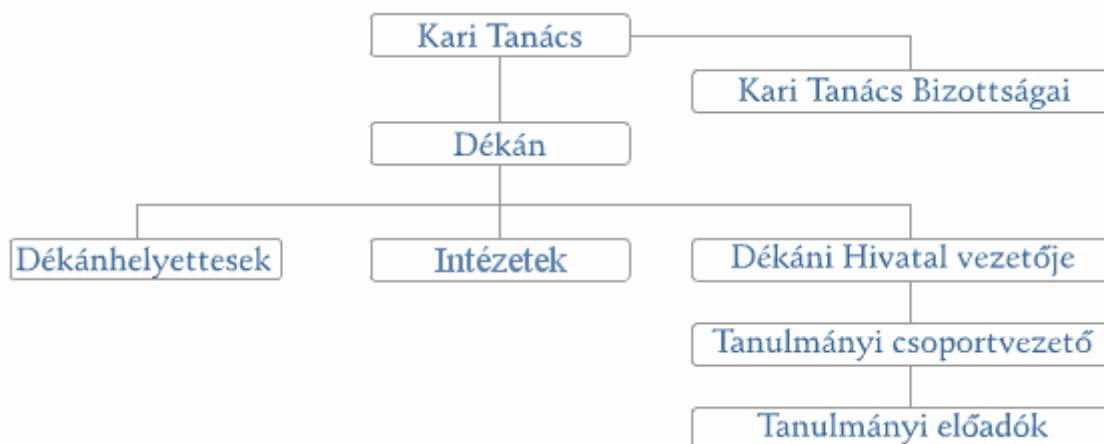 Kari Tanács
Kari Tanács Bizottságai
Dékán
Dékánhelyettesek
Intézetek
Dékáni Hivatal vezetője
Tanulmányi csoportvezető
Tanulmányi előadók